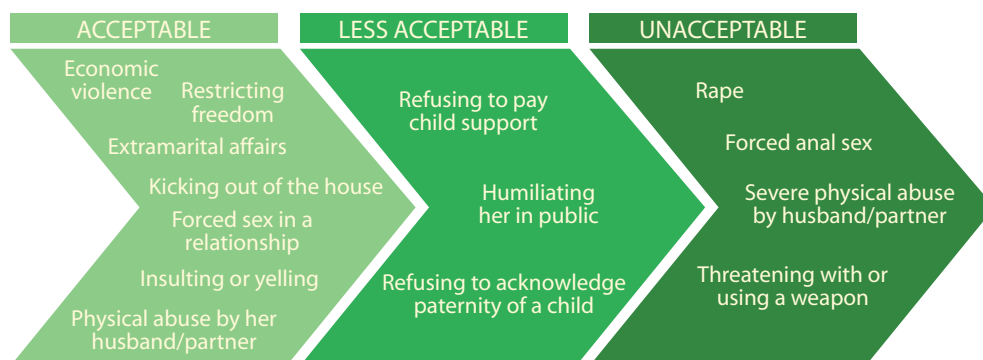 ACCEPTABLE
Economic
violence
Restricting
freedom
Extramarital affairs
Kicking out of the house
Forced sex in a
relationship
Insulting or yelling
Physical abuse by her
husband/partner
LESS ACCEPTABLE
Refusing to pay
child support
Humiliating
her in public
Refusing to acknowledge
paternity of a child
UNACCEPTABLE
Rape
Forced anal sex
Severe physical abuse
by husband/partner
Threatening with or
using a weapon